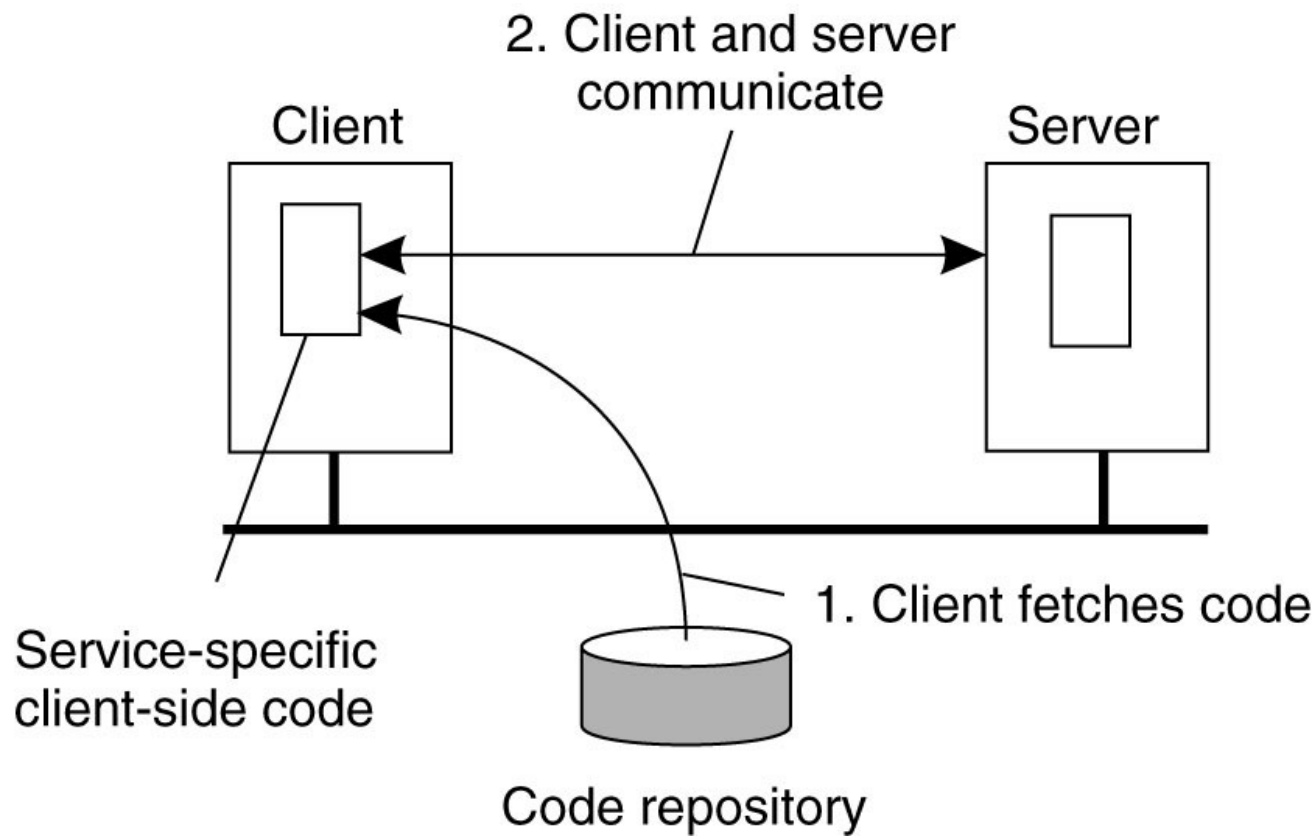 2. Client and server
communicate
Client
Server
1. Client fetches code
Service-specific
client-side code
Code repository